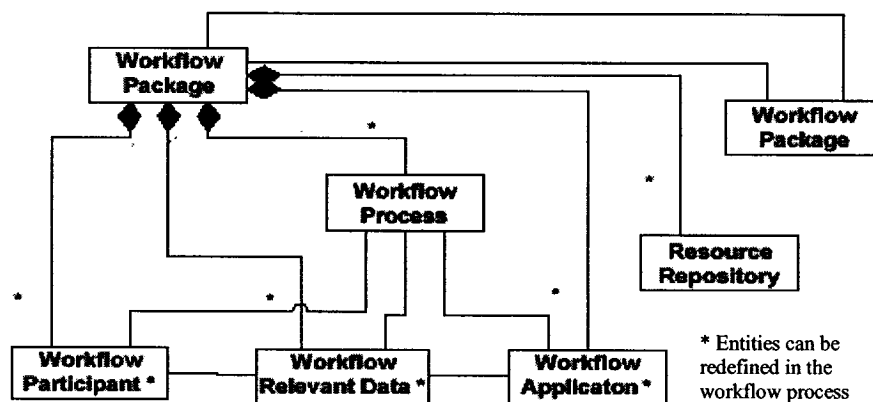 Workflow
Package
Workflow
Package
*
Workflow
Process
*
Resource
Repository
*
*
*
Workflow
Participant *
Workflow
Relevant Data *
Workflow
Applicaton *
* Entities can be
redefined in the
workflow process